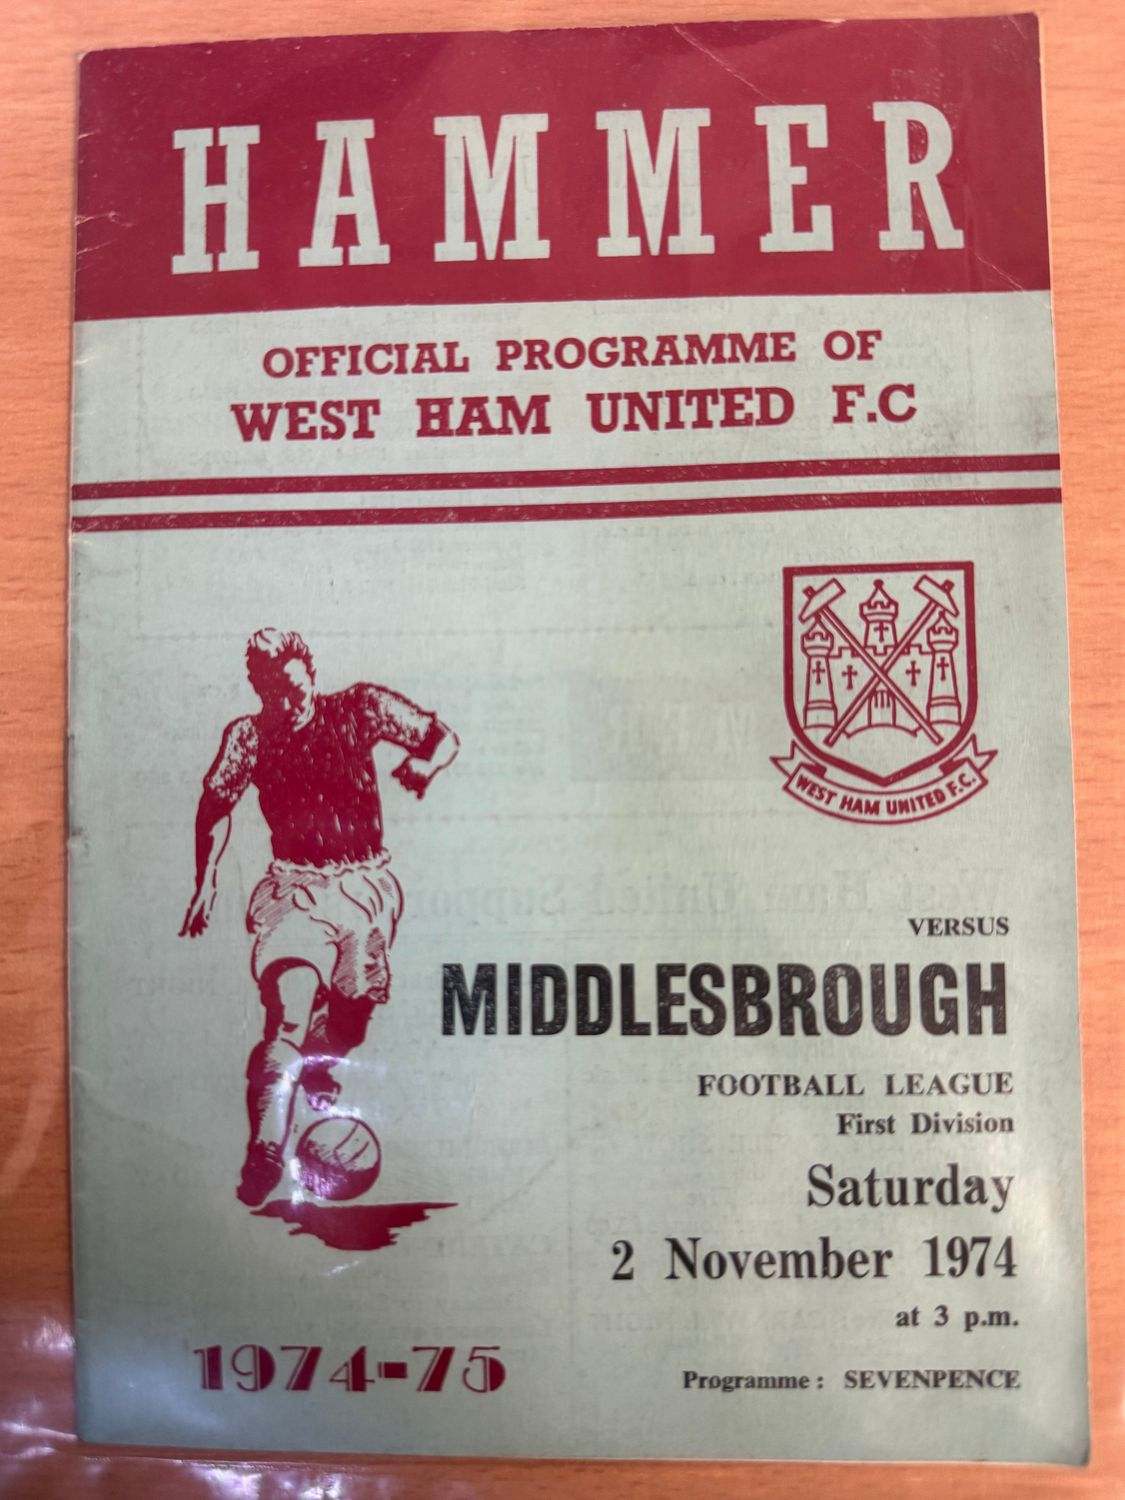 HAMMER
OFFICIAL PROGRAMME OF
WEST HAM UNITED F.C
WEST HAM UNITED F.C.
VERSUS
MIDDLESBROUGH
FOOTBALL LEAGUE
First Division
Saturday
2 November 1974
at 3 p.m.
1974-75
Programme : SEVENPENCE